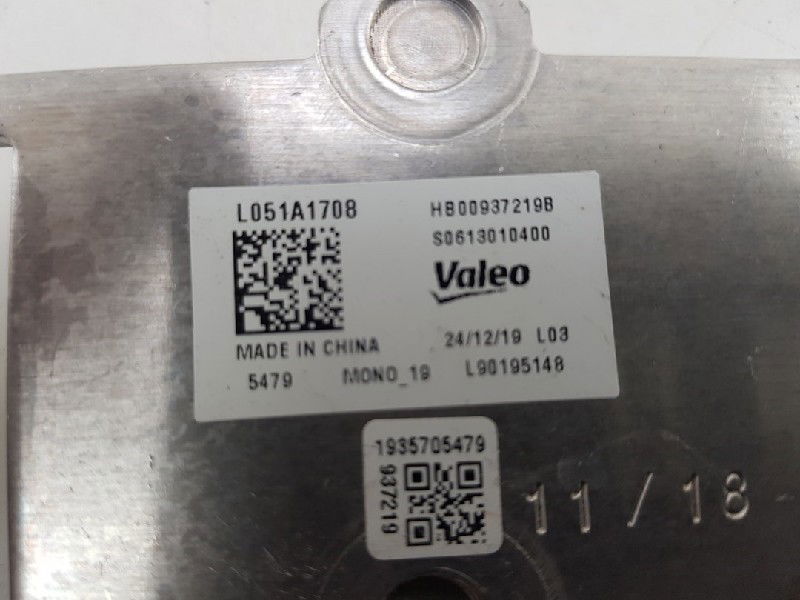 L051A1708
HB00937219B
S0613010400
Valeo
MADE IN CHINA
24/12/19 L03
5479 MONO_19 L90195148
1935705479
937219
11/18